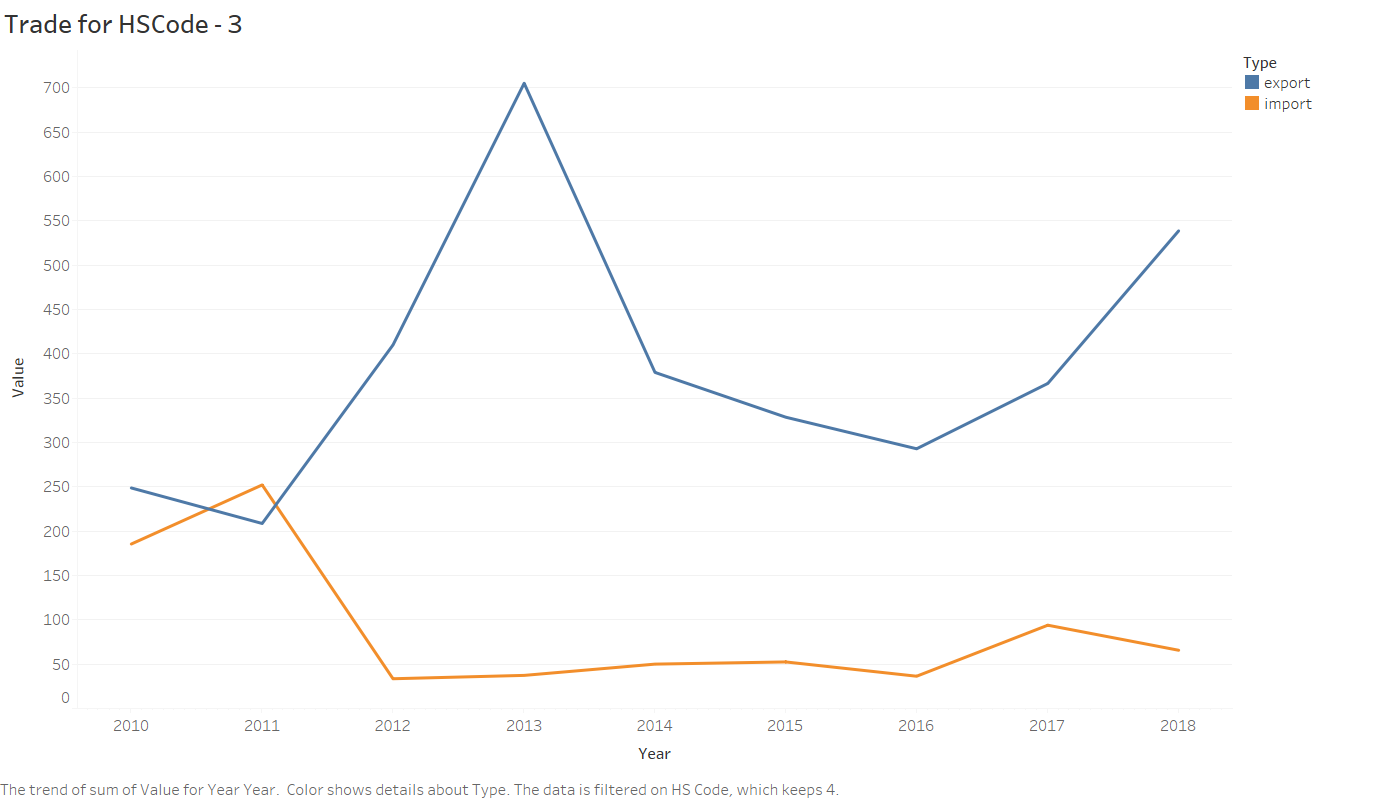 Trade for HSCode - 3
Type
export
import
700
650
600
550
500
450
400
350
300
250
200
150
100
50
0
Value
2010 2011 2012 2013 2014 2015 2016 2017 2018
Year
The trend of sum of Value for Year Year.  Color shows details about Type. The data is filtered on HS Code, which keeps 4.